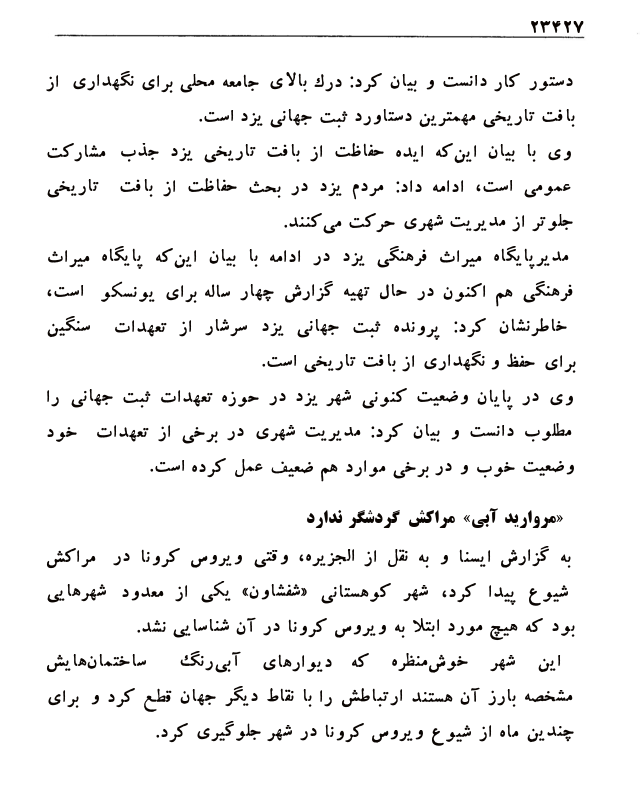 ۲۳۴۲۷
دستور کار دانست و بیان کرد: درك بالای جامعه محلی برای نگهداری از
بافت تاریخی مهمترین دستاورد ثبت جهانی یزد است.
وی با بیان این‌که ایده حفاظت از بافت تاریخی یزد جذب مشارکت
عمومی است، ادامه داد: مردم یزد در بحث حفاظت از بافت تاریخی
جلوتر از مدیریت شهری حرکت می‌کنند.
مدیرپایگاه میراث فرهنگی یزد در ادامه با بیان این‌که پایگاه میراث
فرهنگی هم اکنون در حال تهیه گزارش چهار ساله برای یونسکو است،
خاطرنشان کرد: پرونده ثبت جهانی یزد سرشار از تعهدات سنگین
برای حفظ و نگهداری از بافت تاریخی است.
وی در پایان وضعیت کنونی شهر یزد در حوزه تعهدات ثبت جهانی را
مطلوب دانست و بیان کرد: مدیریت شهری در برخی از تعهدات خود
وضعیت خوب و در برخی موارد هم ضعیف عمل کرده است.
«مروارید آبی» مراکش گردشگر ندارد
به گزارش ایسنا و به نقل از الجزیره، وقتی ویروس کرونا در مراکش
شیوع پیدا کرد، شهر کوهستانی «شفشاون» یکی از معدود شهرهایی
بود که هیچ مورد ابتلا به ویروس کرونا در آن شناسایی نشد.
این شهر خوش‌منظره که دیوارهای آبی‌رنگ ساختمان‌هایش
مشخصه بارز آن هستند ارتباطش را با نقاط دیگر جهان قطع کرد و برای
چندین ماه از شیوع ویروس کرونا در شهر جلوگیری کرد.